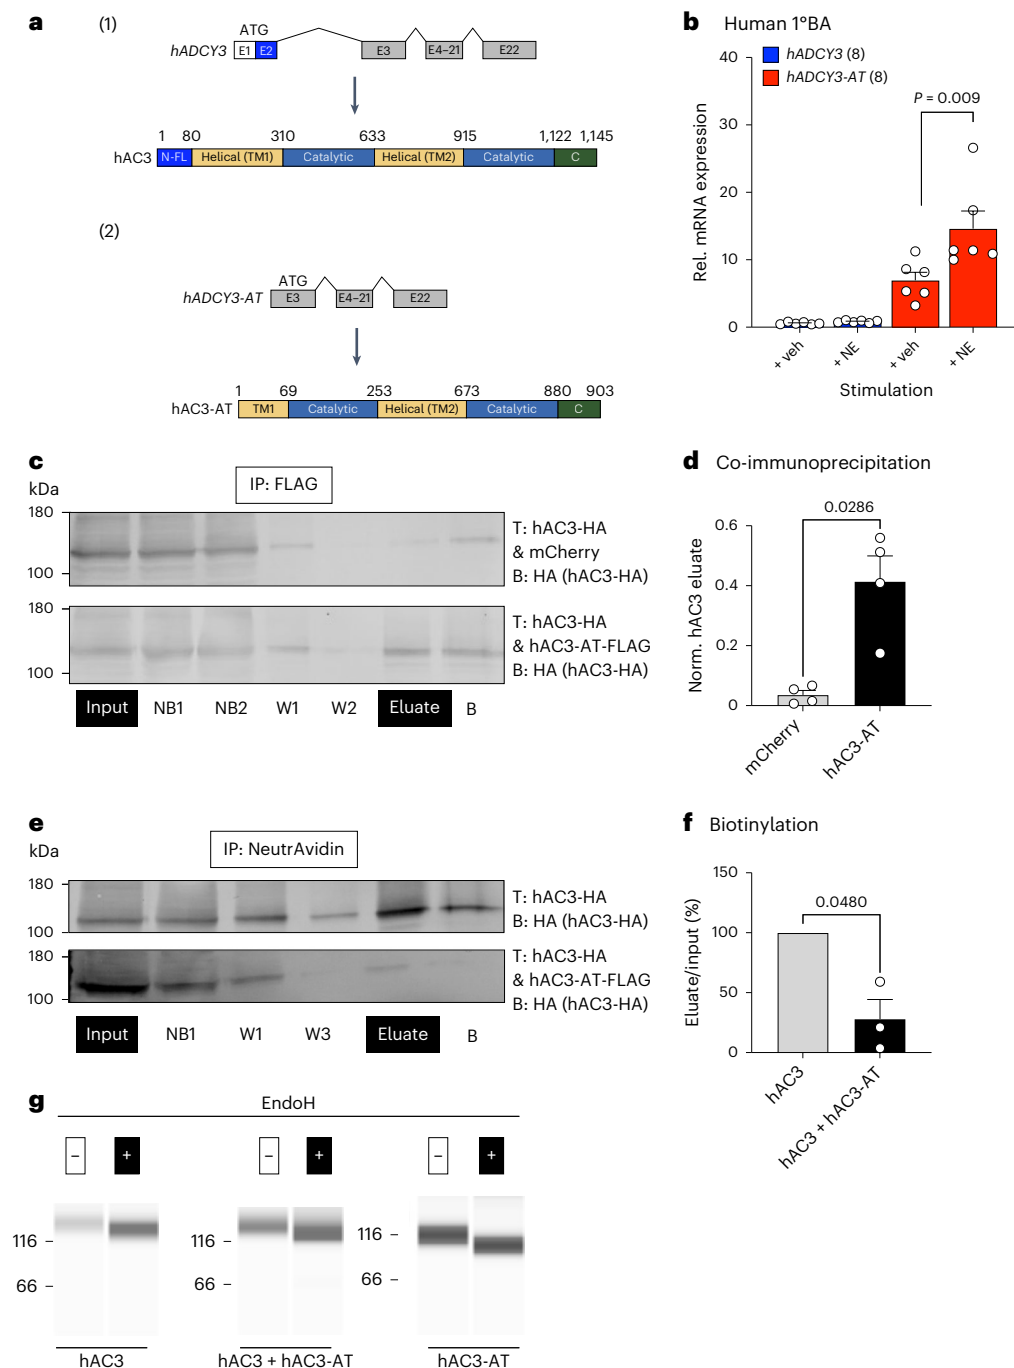 a
(1)
ATG
hADCY3
E1 E2 E3 E4–21 E22
1 80 310 633 915 1,122 1,145
hAC3 N-FL Helical (TM1) Catalytic Helical (TM2) Catalytic C
(2)
ATG
hADCY3-AT
E3 E4–21 E22
1 69 253 673 880 903
hAC3-AT TM1 Catalytic Helical (TM2) Catalytic C
b Human 1°BA
hADCY3 (8)
hADCY3-AT (8)
P = 0.009
Rel. mRNA expression
40
30
20
10
0
+ veh + NE + veh + NE
Stimulation
c
kDa
IP: FLAG
180
100
T: hAC3-HA
& mCherry
B: HA (hAC3-HA)
180
100
T: hAC3-HA
& hAC3-AT-FLAG
B: HA (hAC3-HA)
Input NB1 NB2 W1 W2 Eluate B
d Co-immunoprecipitation
0.0286
Norm. hAC3 eluate
0.6
0.4
0.2
0
mCherry hAC3-AT
e
kDa
IP: NeutrAvidin
180
100
T: hAC3-HA
B: HA (hAC3-HA)
180
100
T: hAC3-HA
& hAC3-AT-FLAG
B: HA (hAC3-HA)
Input NB1 W1 W3 Eluate B
f Biotinylation
0.0480
Eluate/input (%)
150
100
50
0
hAC3 hAC3 + hAC3-AT
g
EndoH
– + – + – +
116 – 116 – 116 –
66 – 66 – 66 –
hAC3 hAC3 + hAC3-AT hAC3-AT